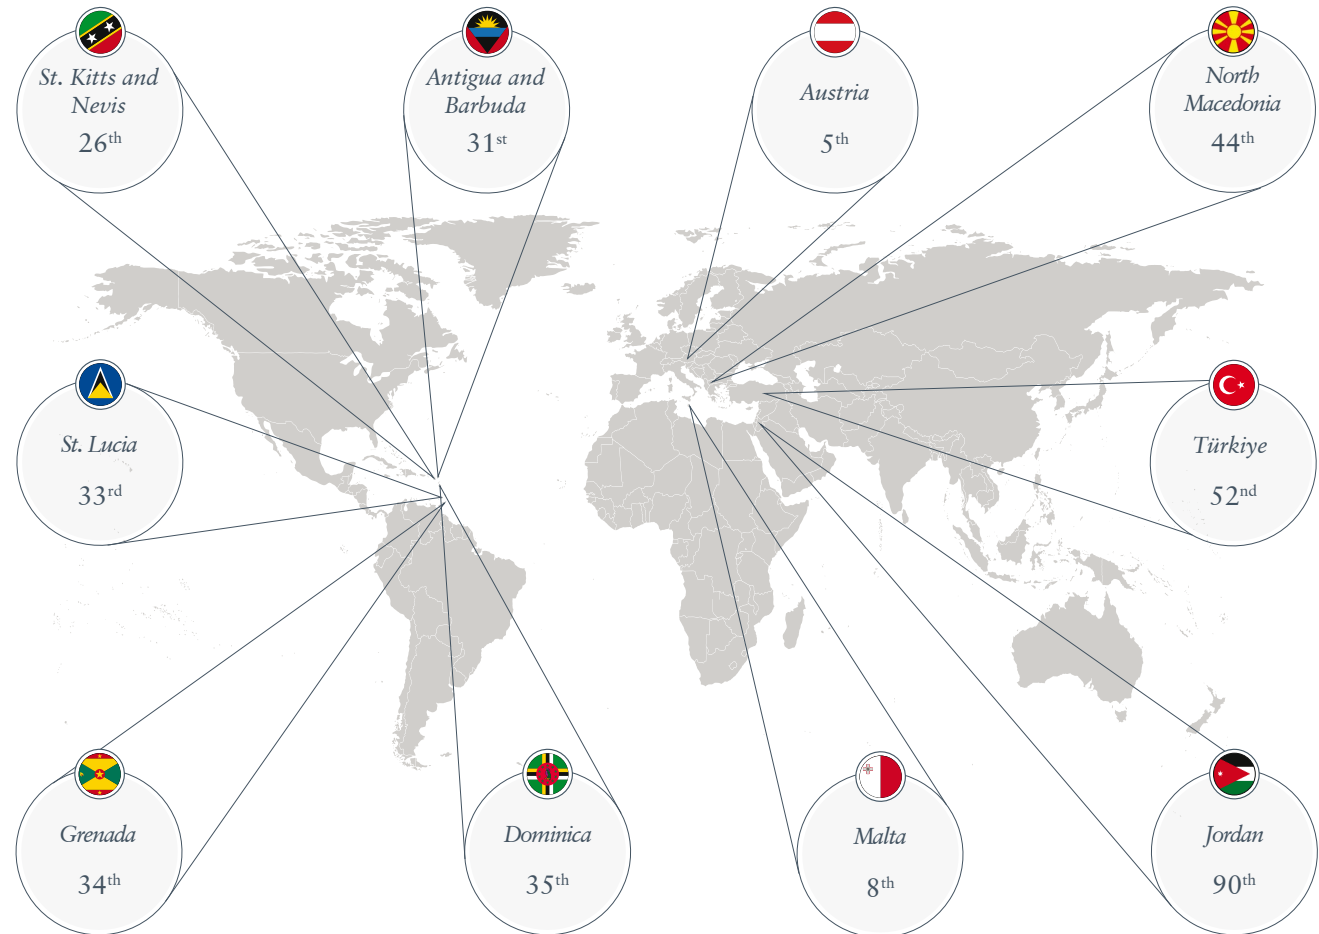 St. Kitts and
Nevis
26th
Antigua and
Barbuda
31st
Austria
5th
North
Macedonia
44th
St. Lucia
33rd
Türkiye
52nd
Grenada
34th
Dominica
35th
Malta
8th
Jordan
90th